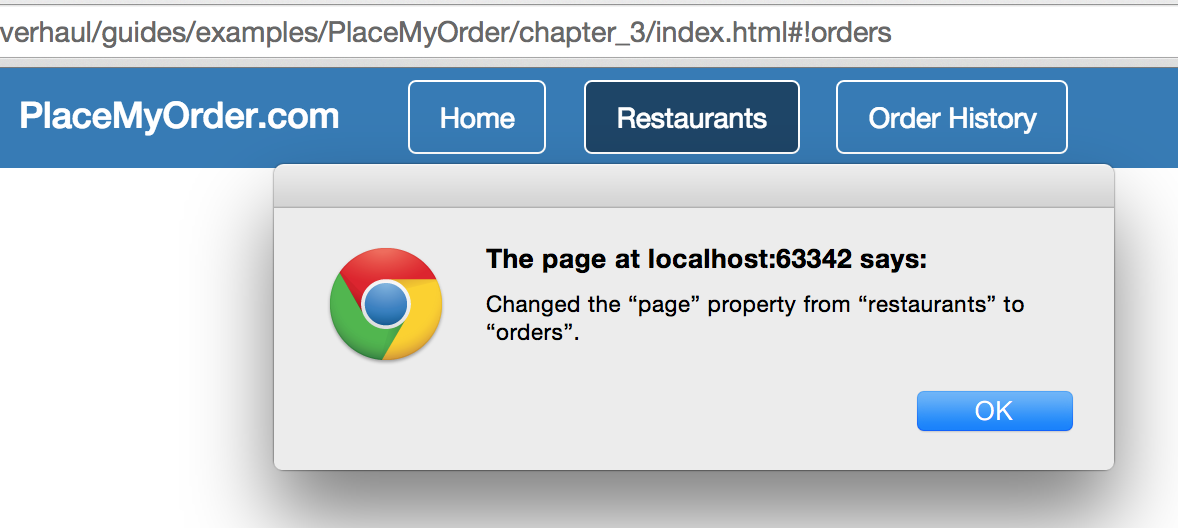 verhaul/guides/examples/PlaceMyOrder/chapter_3/index.html#!orders
PlaceMyOrder.com Home Restaurants Order History
The page at localhost:63342 says:
Changed the “page” property from “restaurants” to
“orders”.
OK